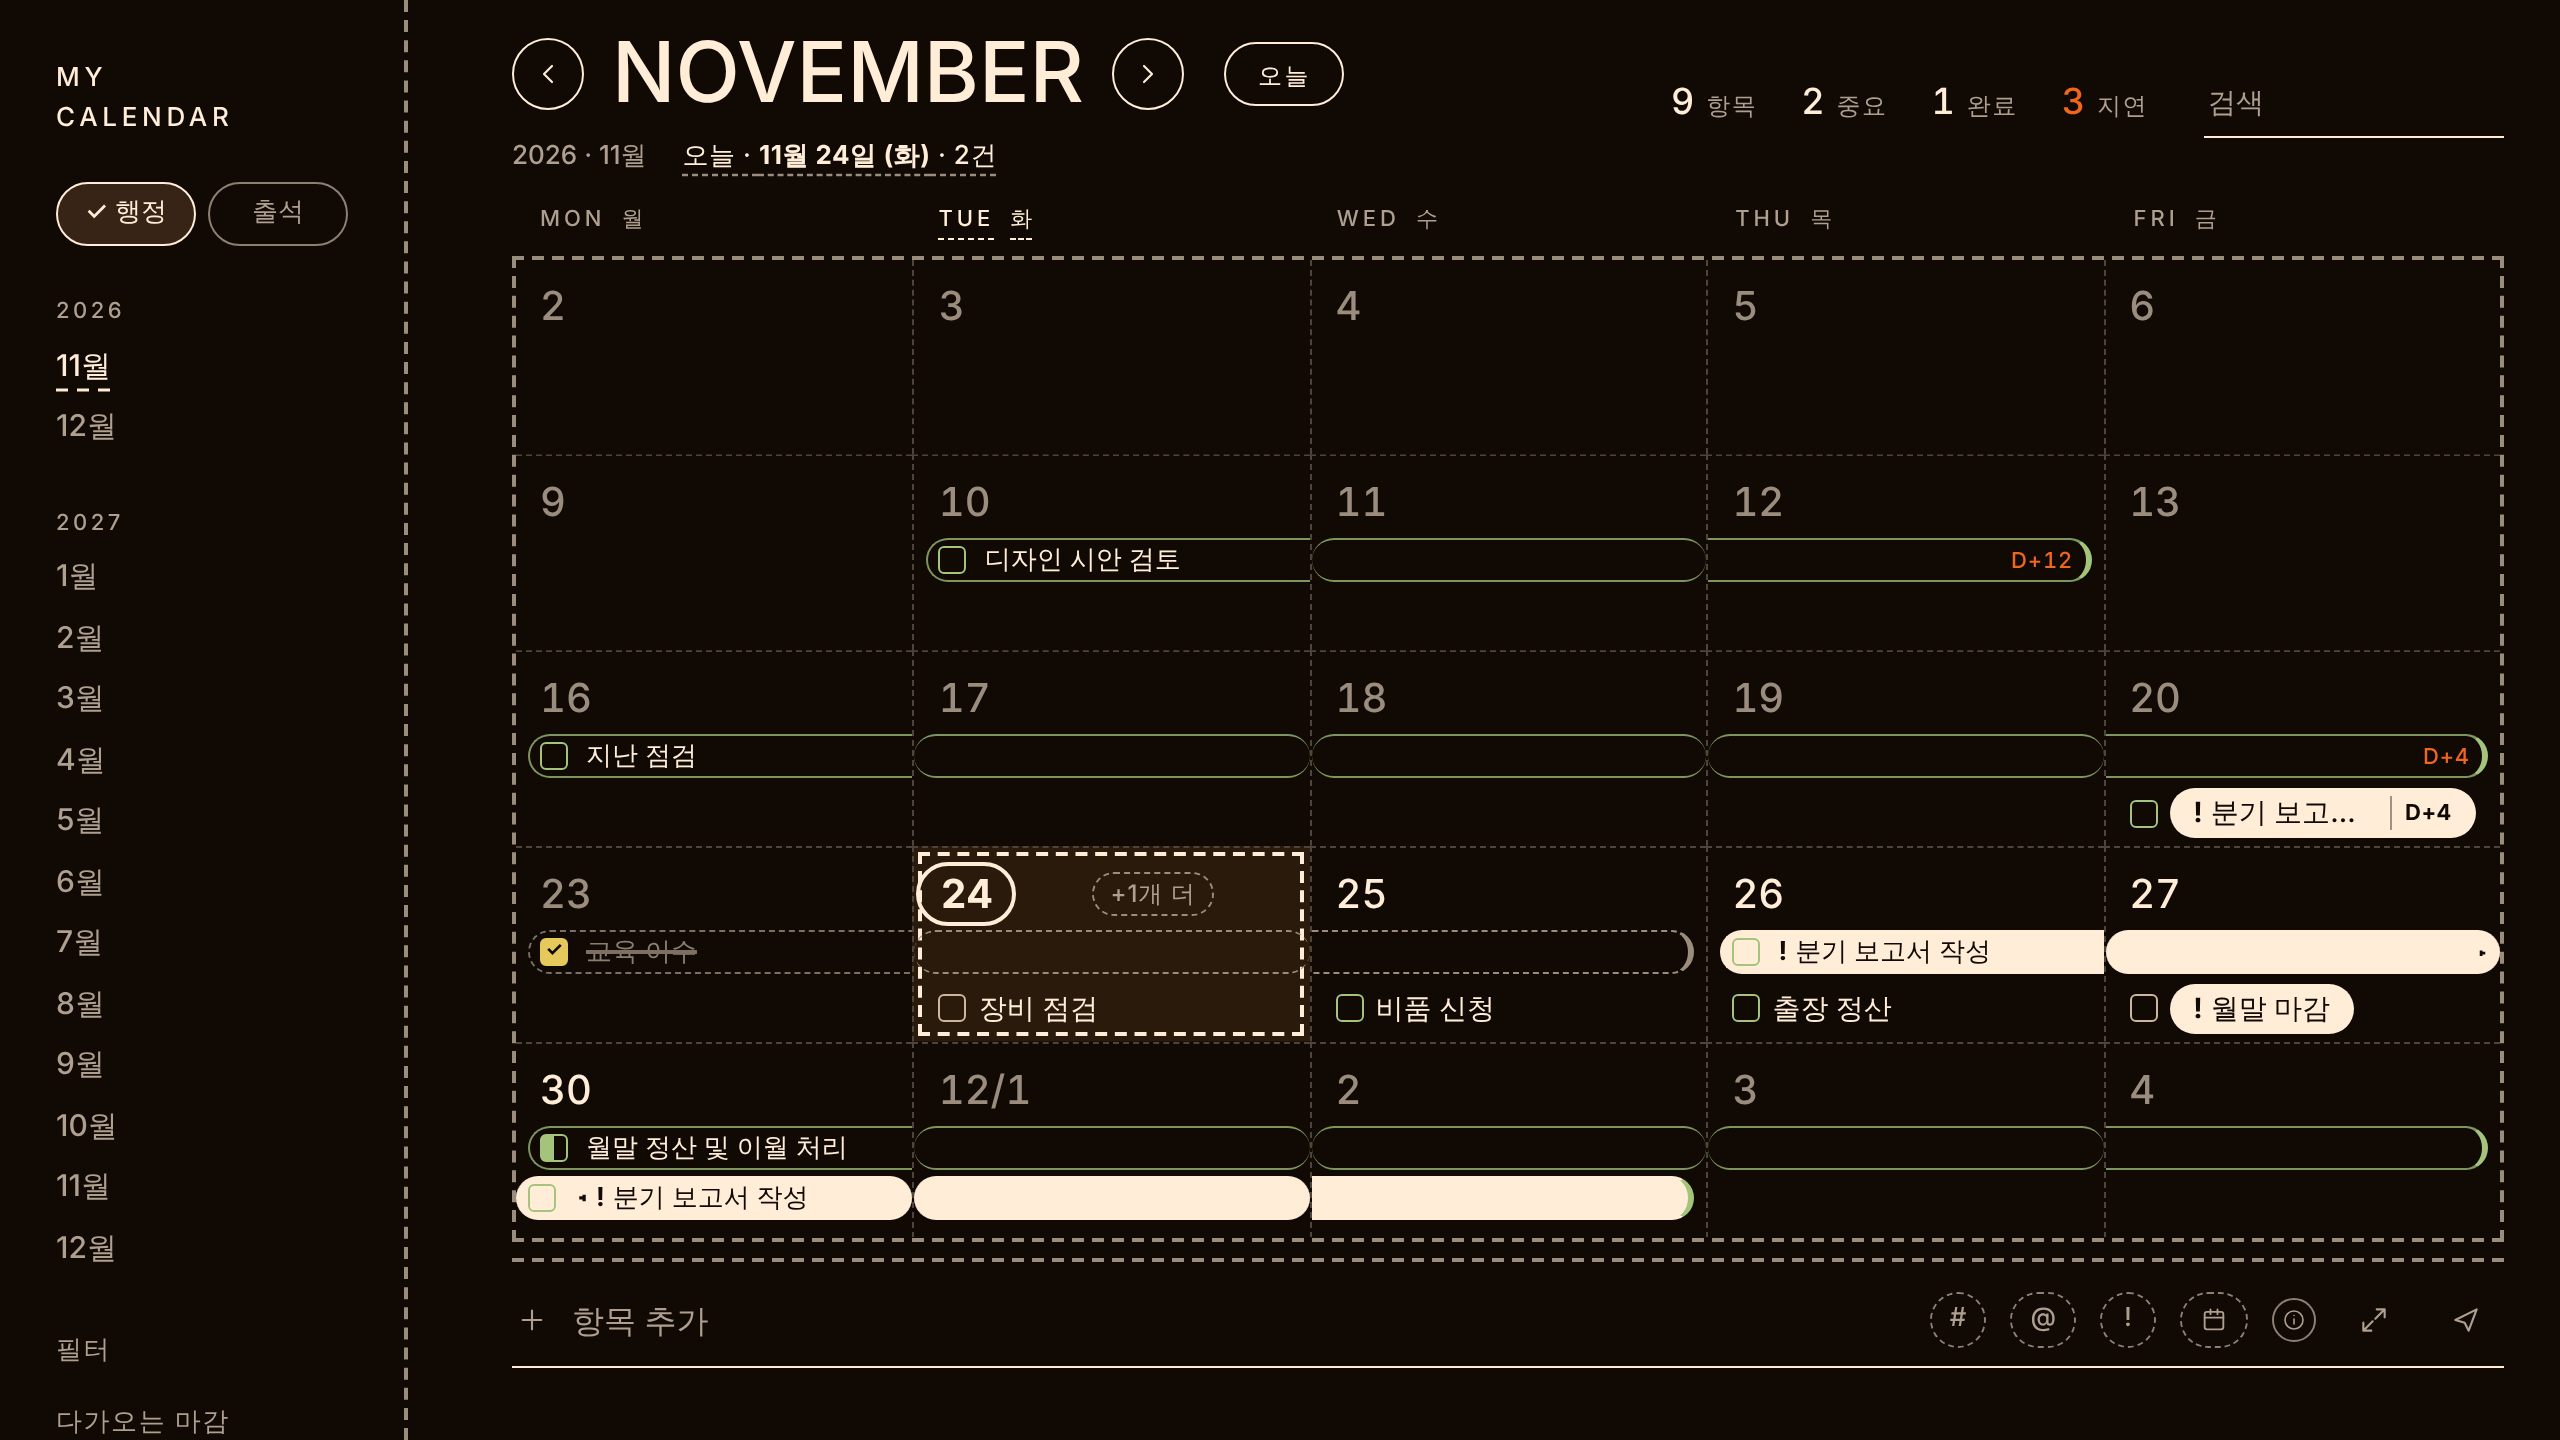 MY
CALENDAR
행정
출석
2026
11월
12월
2027
1월
2월
3월
4월
5월
6월
7월
8월
9월
10월
11월
12월
필터
다가오는 마감
NOVEMBER
오늘
9 항목 2 중요 1 완료 3 지연
검색
2026 · 11월 오늘 · 11월 24일 (화) · 2건
MON 월 TUE 화 WED 수 THU 목 FRI 금
2 3 4 5 6
9 10 11 12 13
디자인 시안 검토 D+12
16 17 18 19 20
지난 점검 D+4
! 분기 보고... D+4
23 24 +1개 더 25 26 27
교육 이수 ! 분기 보고서 작성
장비 점검 비품 신청 출장 정산 ! 월말 마감
30 12/1 2 3 4
월말 정산 및 이월 처리
! 분기 보고서 작성
+ 항목 추가 # @ !